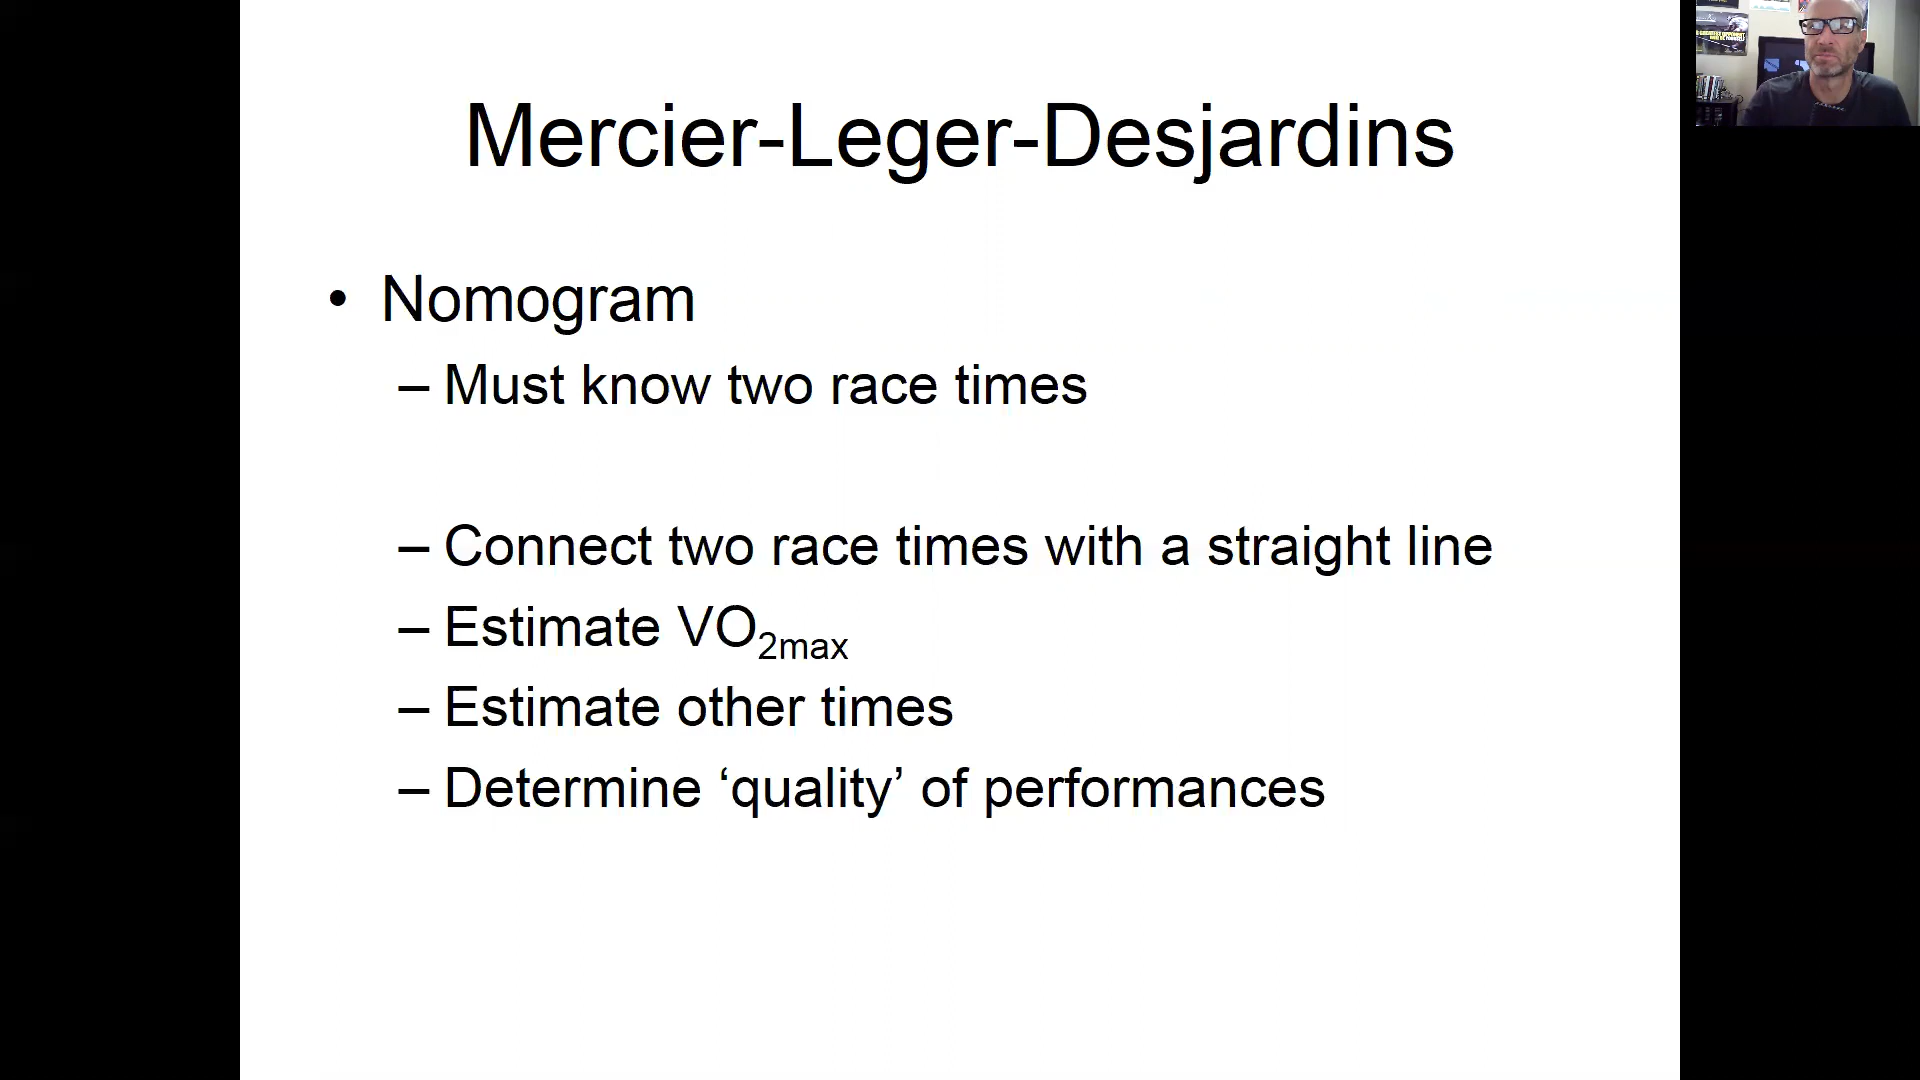 Mercier-Leger-Desjardins
• Nomogram
– Must know two race times
– Connect two race times with a straight line
– Estimate VO2max
– Estimate other times
– Determine ‘quality’ of performances